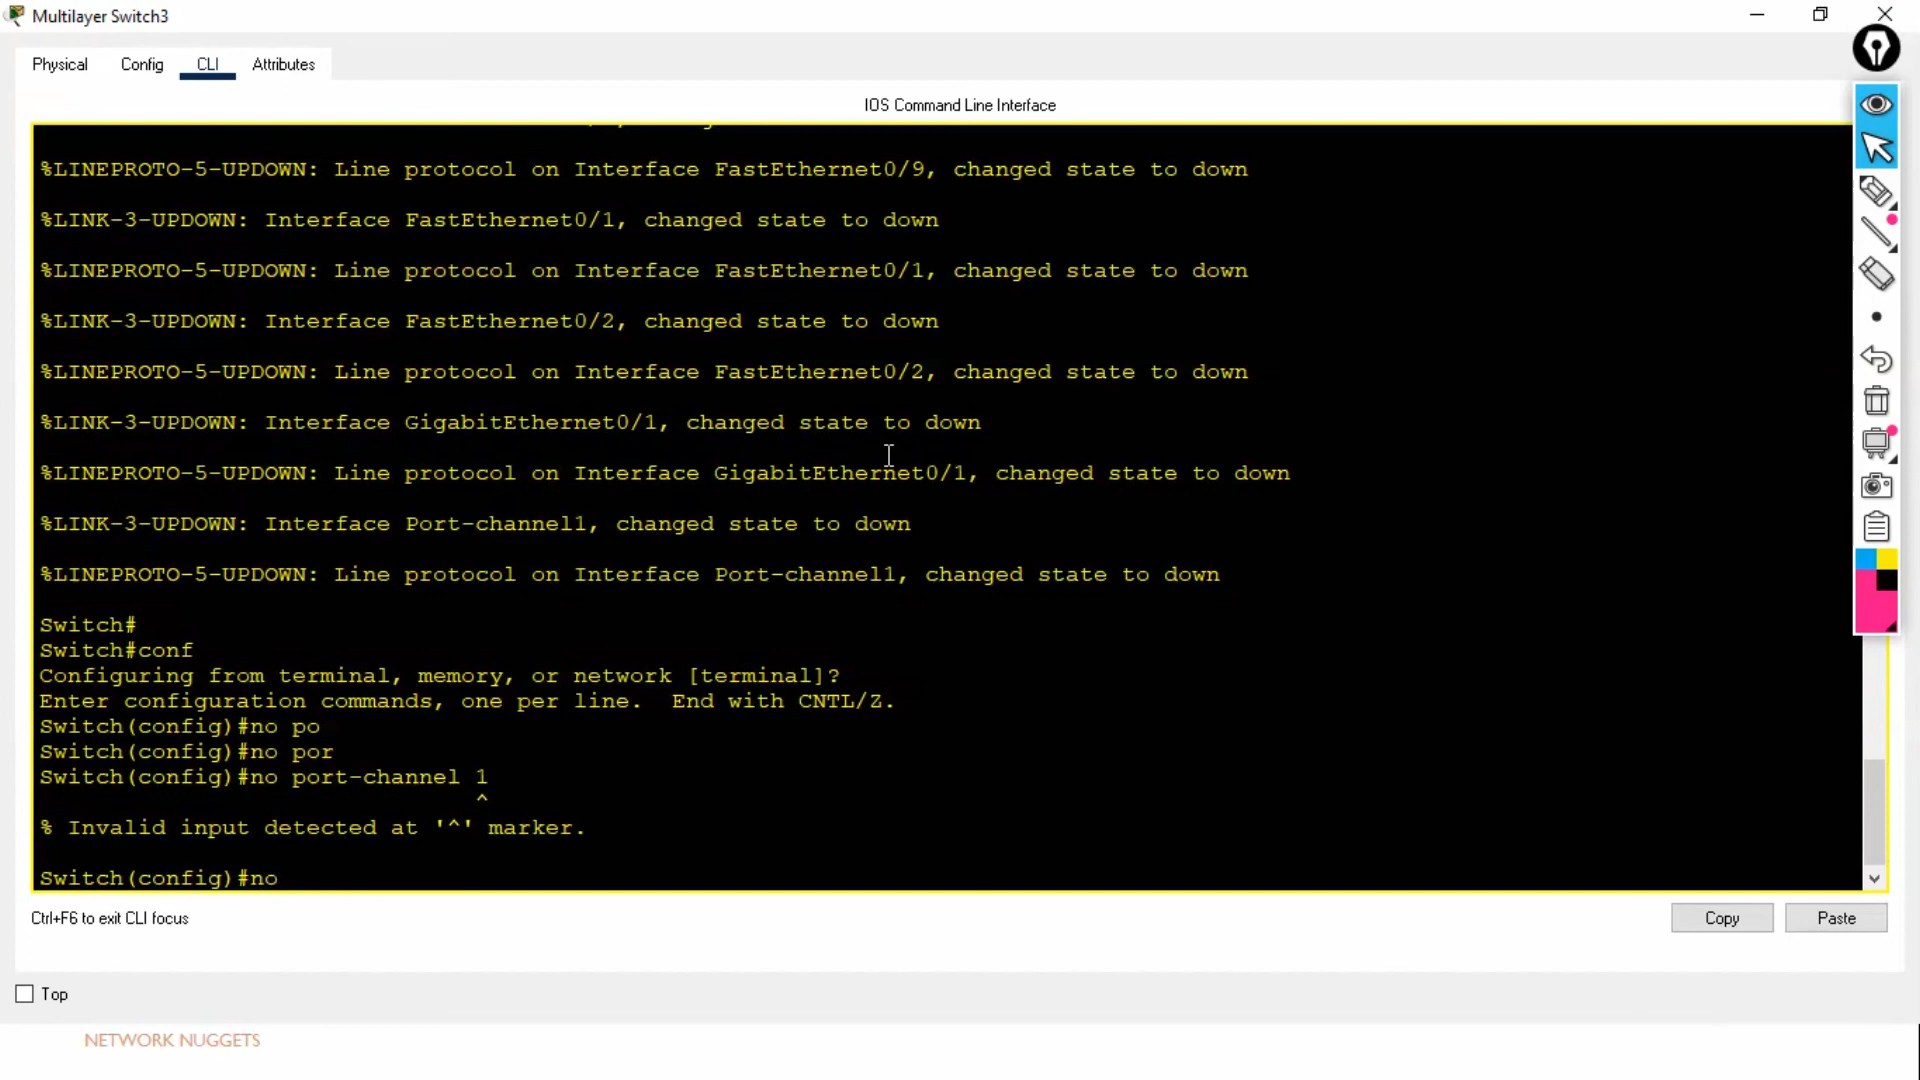 Multilayer Switch3
Physical Config CLI Attributes
IOS Command Line Interface
%LINEPROTO-5-UPDOWN: Line protocol on Interface FastEthernet0/9, changed state to down
%LINK-3-UPDOWN: Interface FastEthernet0/1, changed state to down
%LINEPROTO-5-UPDOWN: Line protocol on Interface FastEthernet0/1, changed state to down
%LINK-3-UPDOWN: Interface FastEthernet0/2, changed state to down
%LINEPROTO-5-UPDOWN: Line protocol on Interface FastEthernet0/2, changed state to down
%LINK-3-UPDOWN: Interface GigabitEthernet0/1, changed state to down
%LINEPROTO-5-UPDOWN: Line protocol on Interface GigabitEthernet0/1, changed state to down
%LINK-3-UPDOWN: Interface Port-channel1, changed state to down
%LINEPROTO-5-UPDOWN: Line protocol on Interface Port-channel1, changed state to down
Switch#
Switch#conf
Configuring from terminal, memory, or network [terminal]?
Enter configuration commands, one per line.  End with CNTL/Z.
Switch(config)#no po
Switch(config)#no por
Switch(config)#no port-channel 1
^
% Invalid input detected at '^' marker.
Switch(config)#no
Ctrl+F6 to exit CLI focus
Copy
Paste
Top
NETWORK NUGGETS